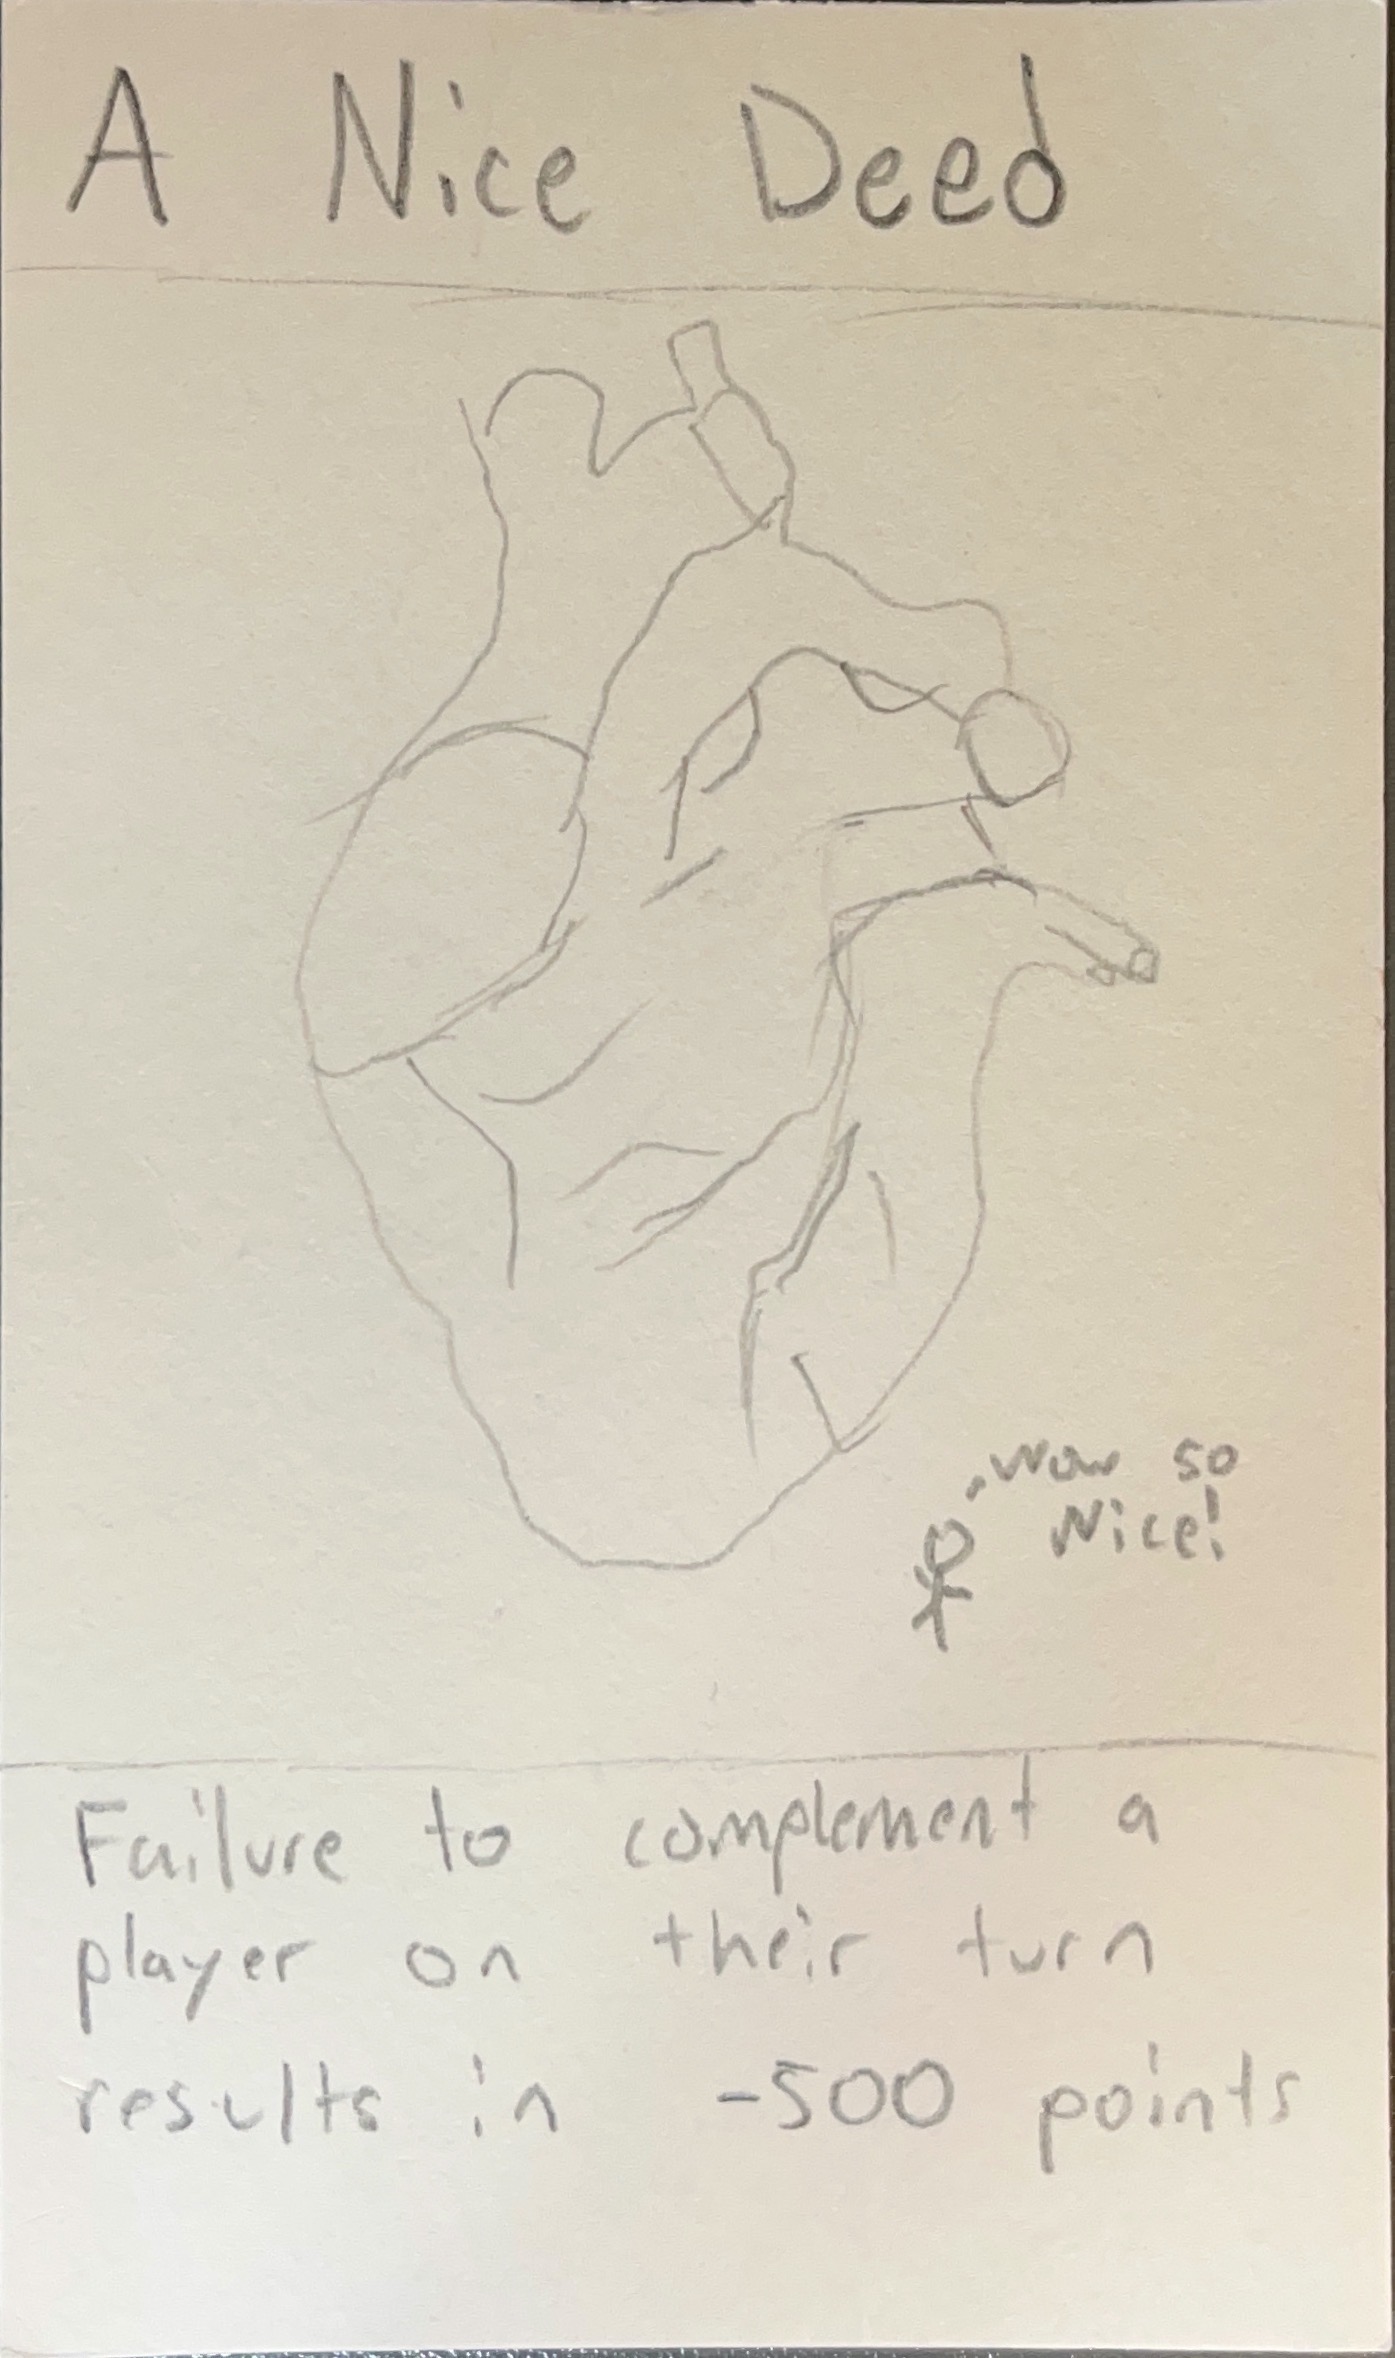 A Nice Deed
wow so
Nice!
Failure to complement a
player on their turn
results in -500 points